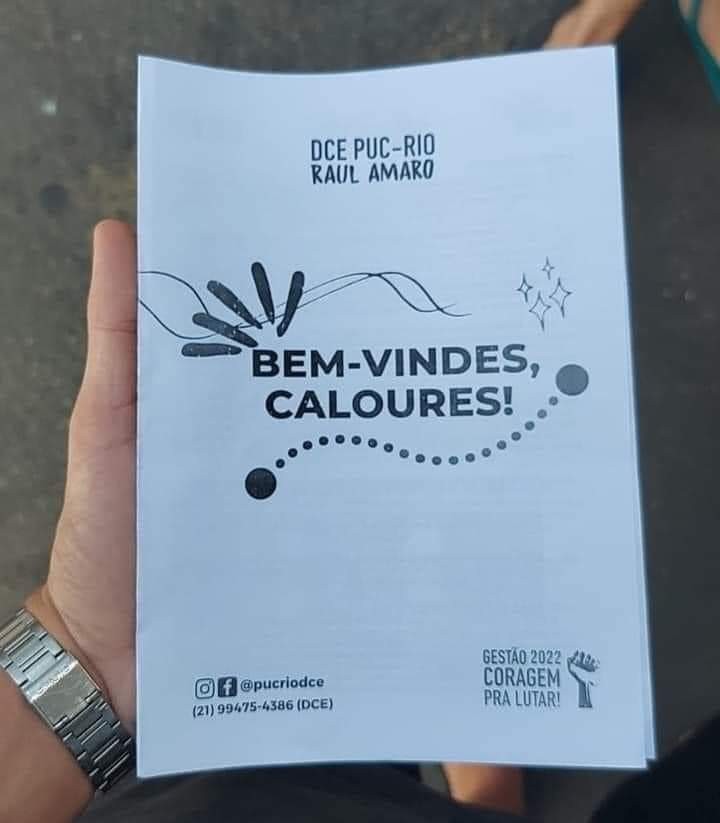 DCE PUC-RIO
RAUL AMARO
BEM-VINDES,
CALOURES!
@pucriodce
(21) 99475-4386 (DCE)
GESTÃO 2022
CORAGEM
PRA LUTAR!